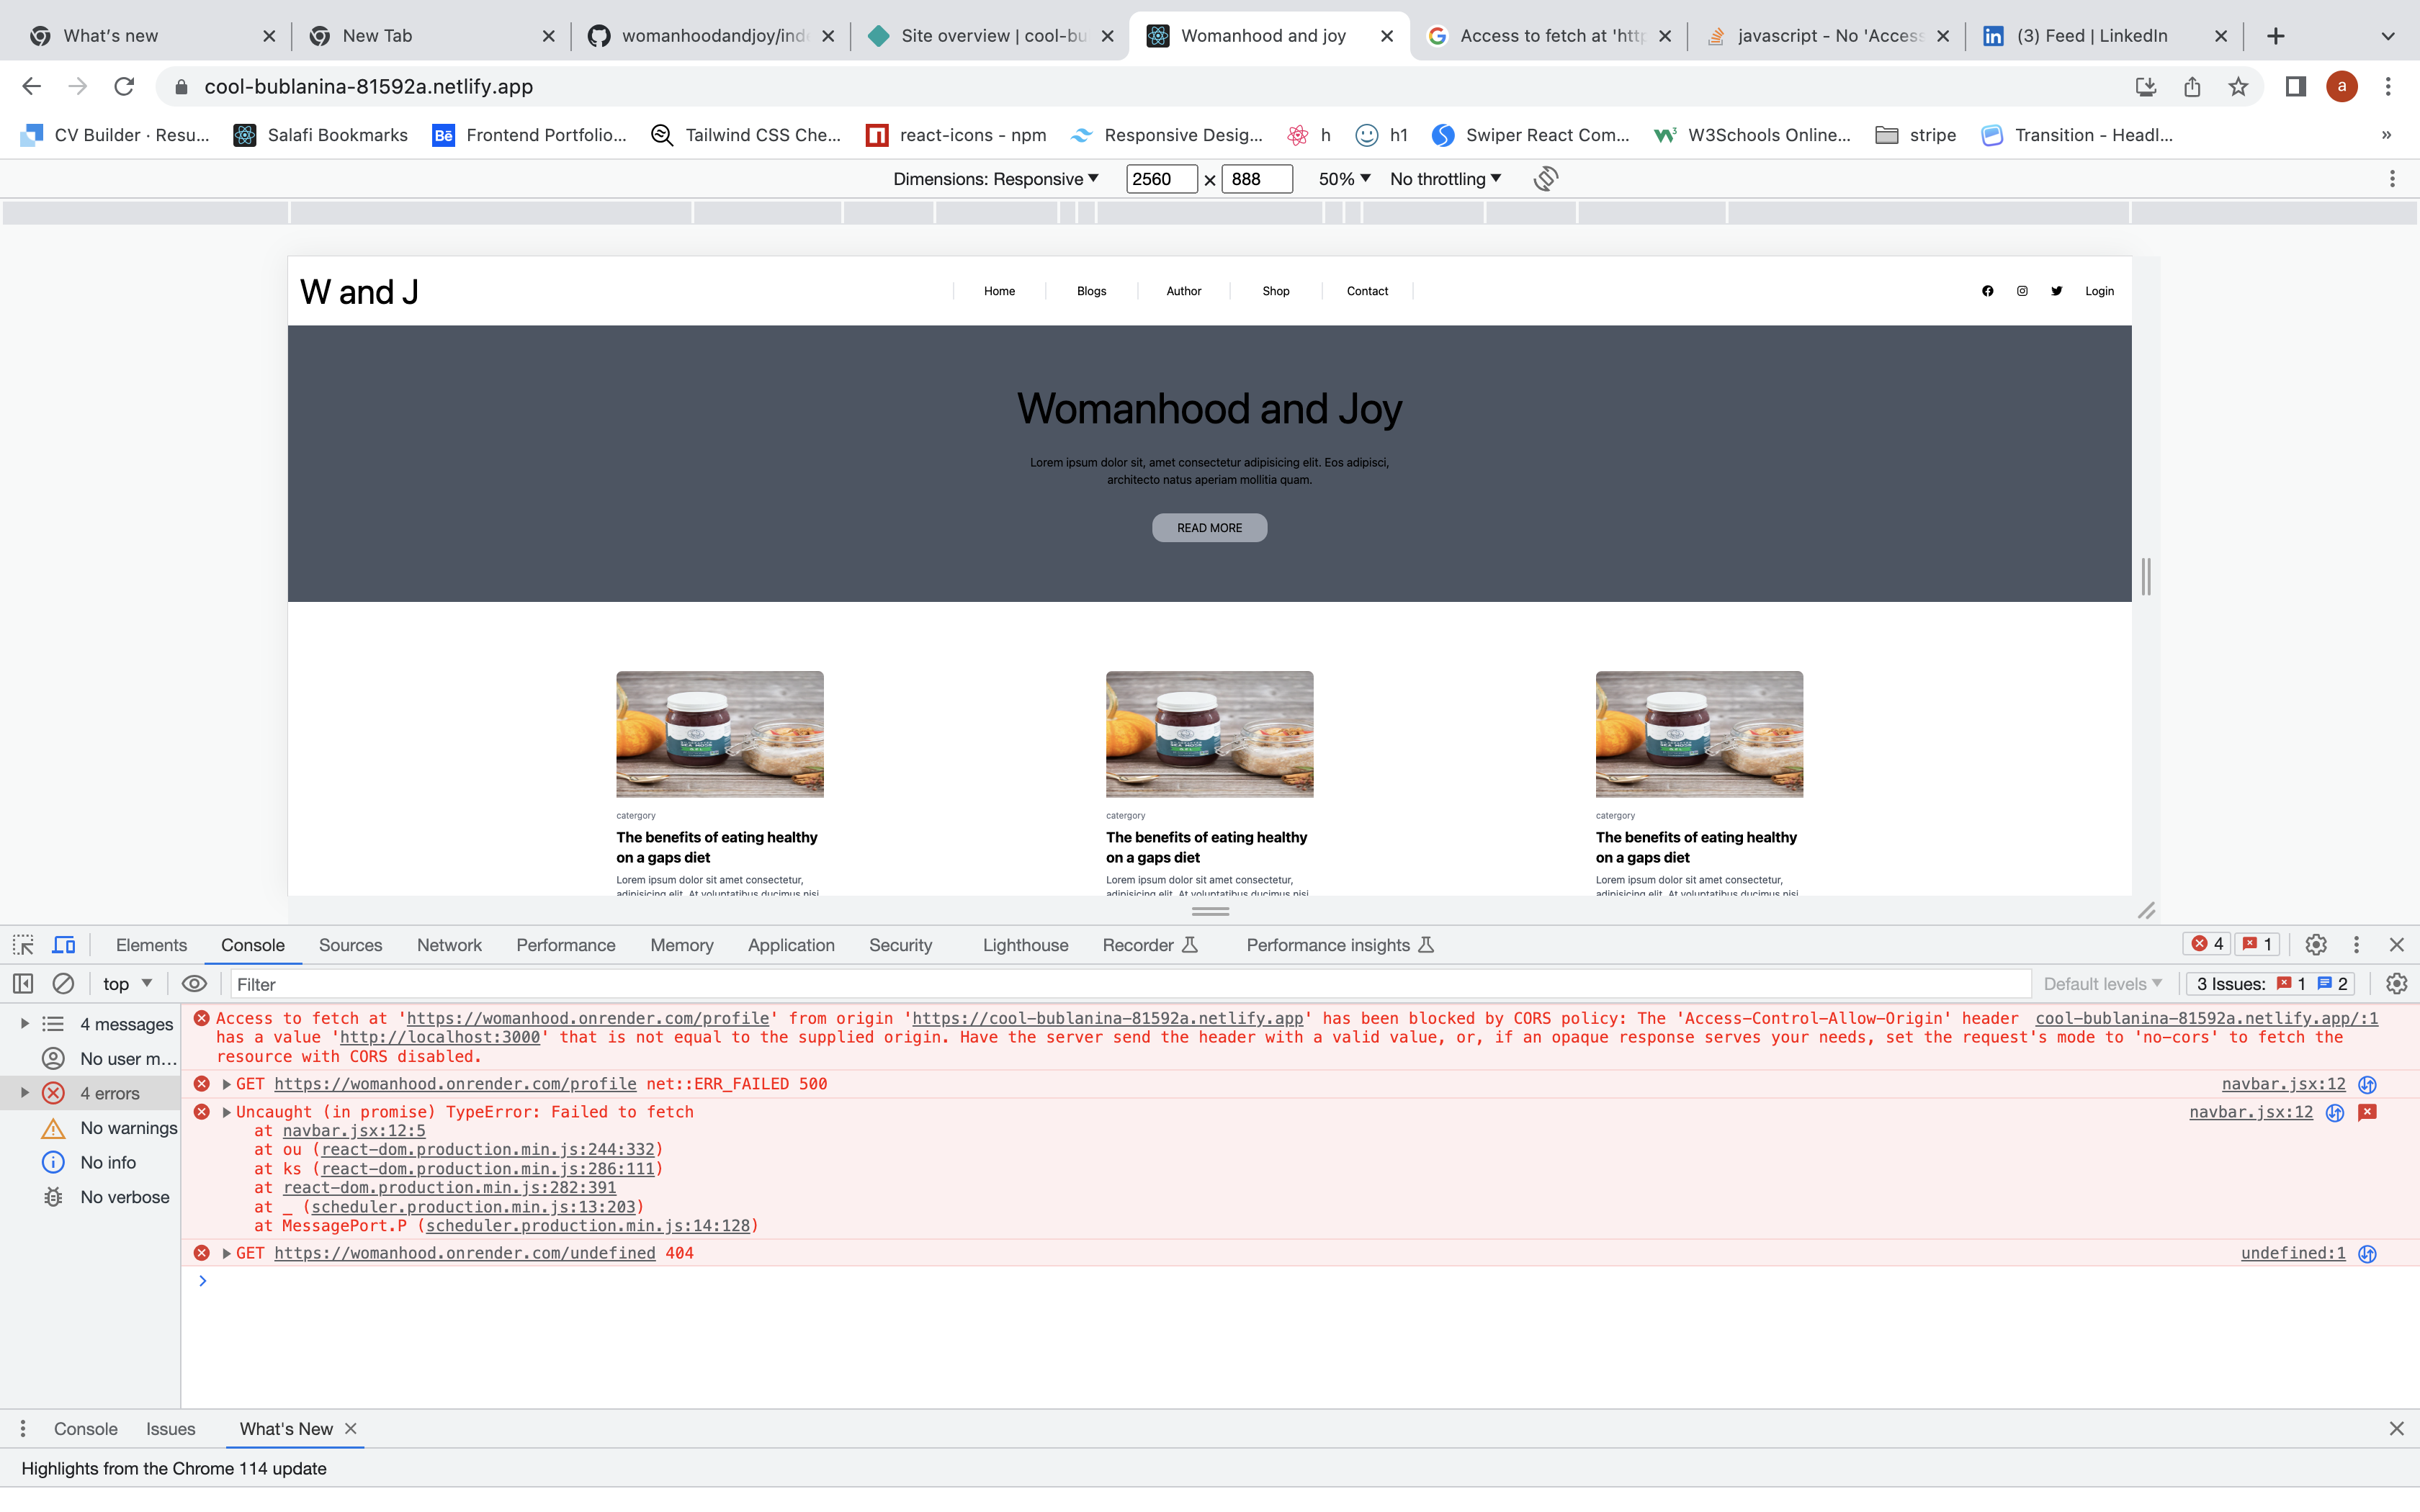 What's new
New Tab
womanhoodandjoy/inde
Site overview | cool-bu
Womanhood and joy
Access to fetch at 'http
javascript - No 'Access
(3) Feed | LinkedIn
cool-bublanina-81592a.netlify.app
a
CV Builder · Resu...
Salafi Bookmarks
Bē Frontend Portfolio...
Tailwind CSS Che...
react-icons - npm
Responsive Desig...
h
h1
Swiper React Com...
W3Schools Online...
stripe
Transition - Headl...
»
Dimensions: Responsive 2560 × 888 50% No throttling
W and J
Home
Blogs
Author
Shop
Contact
Login
Womanhood and Joy
Lorem ipsum dolor sit, amet consectetur adipisicing elit. Eos adipisci,
architecto natus aperiam mollitia quam.
READ MORE
catergory
The benefits of eating healthy
on a gaps diet
Lorem ipsum dolor sit amet consectetur,
adipisicing elit. At voluptatibus ducimus nisi
catergory
The benefits of eating healthy
on a gaps diet
Lorem ipsum dolor sit amet consectetur,
adipisicing elit. At voluptatibus ducimus nisi
catergory
The benefits of eating healthy
on a gaps diet
Lorem ipsum dolor sit amet consectetur,
adipisicing elit. At voluptatibus ducimus nisi
Elements Console Sources Network Performance Memory Application Security Lighthouse Recorder Performance insights 4 1
top Filter Default levels 3 Issues: 1 2
4 messages
No user m...
4 errors
No warnings
No info
No verbose
Access to fetch at 'https://womanhood.onrender.com/profile' from origin 'https://cool-bublanina-81592a.netlify.app' has been blocked by CORS policy: The 'Access-Control-Allow-Origin' header cool-bublanina-81592a.netlify.app/:1
has a value 'http://localhost:3000' that is not equal to the supplied origin. Have the server send the header with a valid value, or, if an opaque response serves your needs, set the request's mode to 'no-cors' to fetch the
resource with CORS disabled.
GET https://womanhood.onrender.com/profile net::ERR_FAILED 500 navbar.jsx:12
Uncaught (in promise) TypeError: Failed to fetch navbar.jsx:12
at navbar.jsx:12:5
at ou (react-dom.production.min.js:244:332)
at ks (react-dom.production.min.js:286:111)
at react-dom.production.min.js:282:391
at _ (scheduler.production.min.js:13:203)
at MessagePort.P (scheduler.production.min.js:14:128)
GET https://womanhood.onrender.com/undefined 404 undefined:1
Console Issues What's New
Highlights from the Chrome 114 update